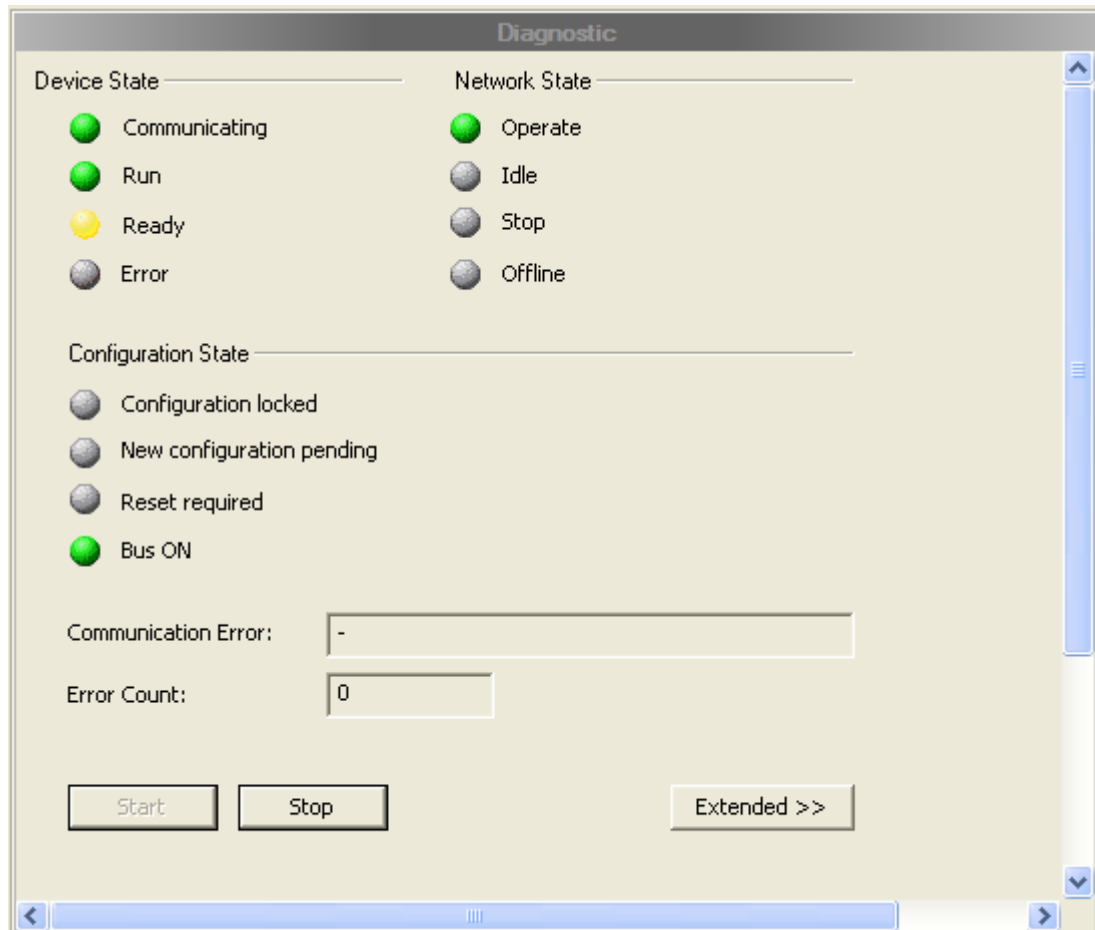 Diagnostic
Device State
Network State
Communicating
Operate
Run
Idle
Ready
Stop
Error
Offline
Configuration State
Configuration locked
New configuration pending
Reset required
Bus ON
Communication Error:
-
Error Count:
0
Start
Stop
Extended >>